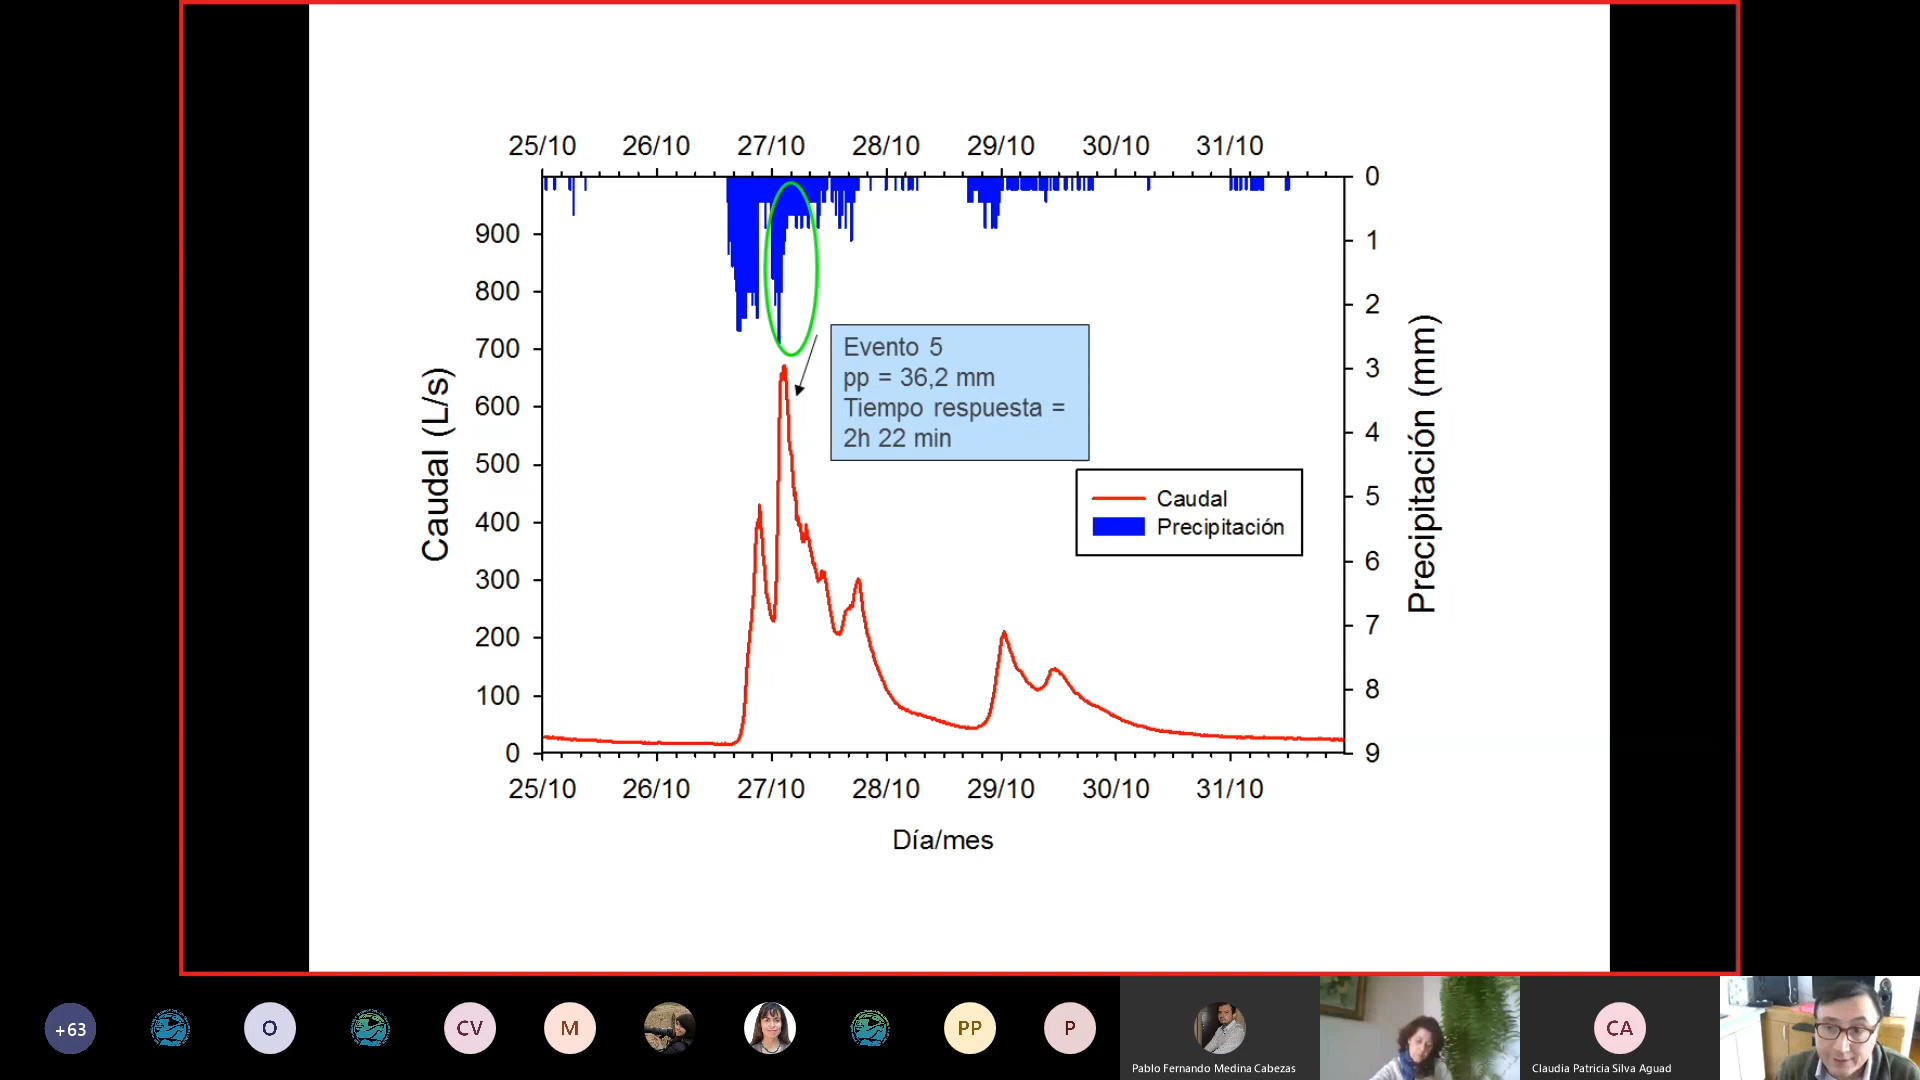 25/10 26/10 27/10 28/10 29/10 30/10 31/10
0
900
1
800
2
700
3
600
4
500
5
400
6
300
7
200
8
100
9
0
Caudal (L/s)
Precipitación (mm)
Evento 5
pp = 36,2 mm
Tiempo respuesta =
2h 22 min
Caudal
Precipitación
25/10 26/10 27/10 28/10 29/10 30/10 31/10
Día/mes
+63
O
CV
M
PP
P
CA
Pablo Fernando Medina Cabezas
Claudia Patricia Silva Aguad